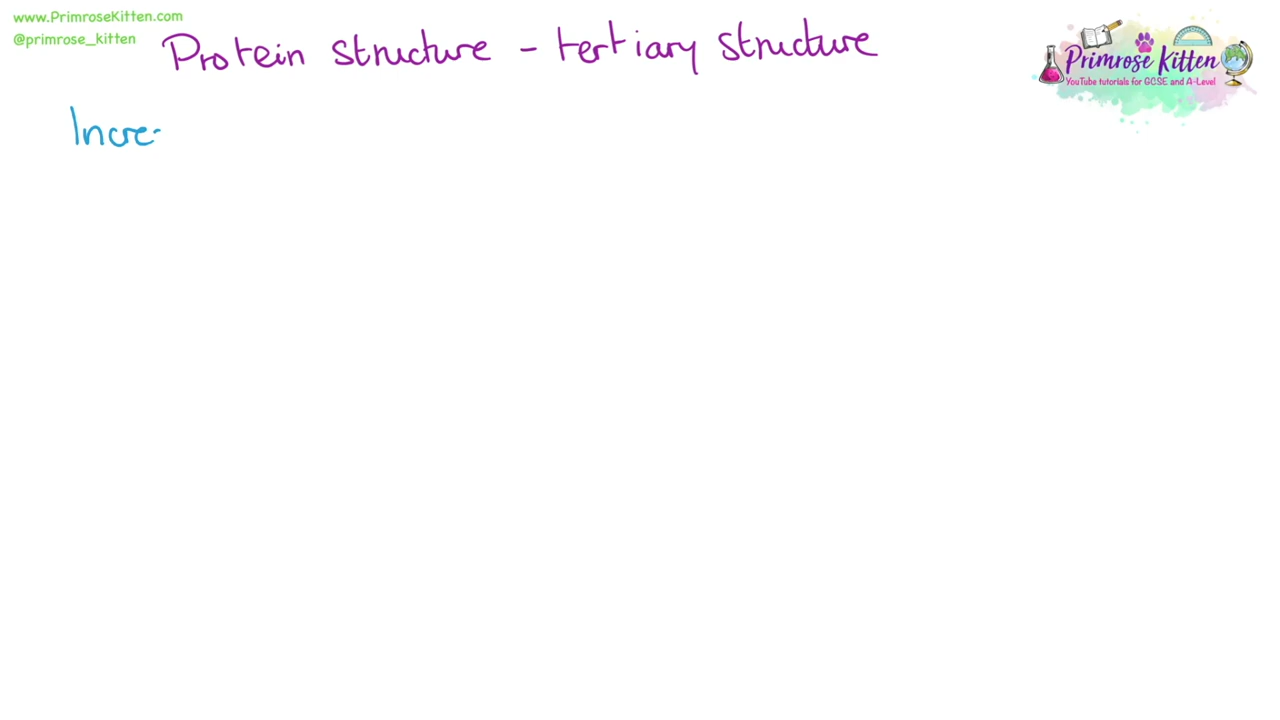 www.PrimroseKitten.com
@primrose_kitten
Protein structure - tertiary structure
Primrose Kitten
YouTube tutorials for GCSE and A-Level
Incre